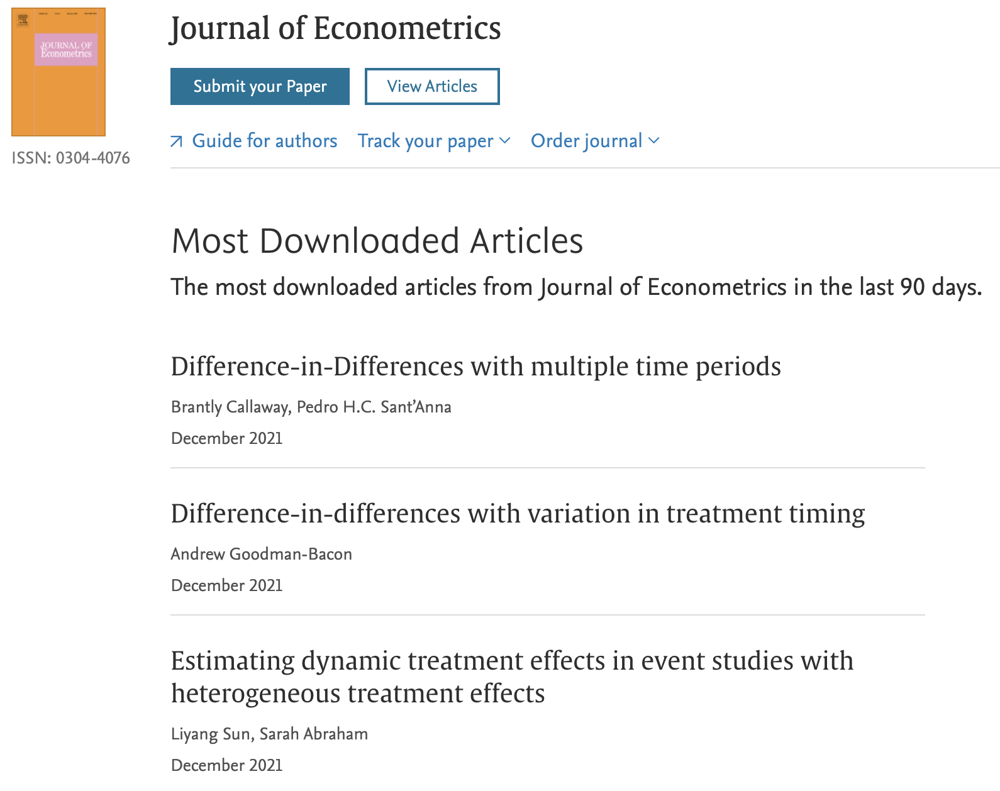 JOURNAL OF
Econometrics
ISSN: 0304-4076
Journal of Econometrics
Submit your Paper
View Articles
Guide for authors
Track your paper
Order journal
Most Downloaded Articles
The most downloaded articles from Journal of Econometrics in the last 90 days.
Difference-in-Differences with multiple time periods
Brantly Callaway, Pedro H.C. Sant’Anna
December 2021
Difference-in-differences with variation in treatment timing
Andrew Goodman-Bacon
December 2021
Estimating dynamic treatment effects in event studies with
heterogeneous treatment effects
Liyang Sun, Sarah Abraham
December 2021